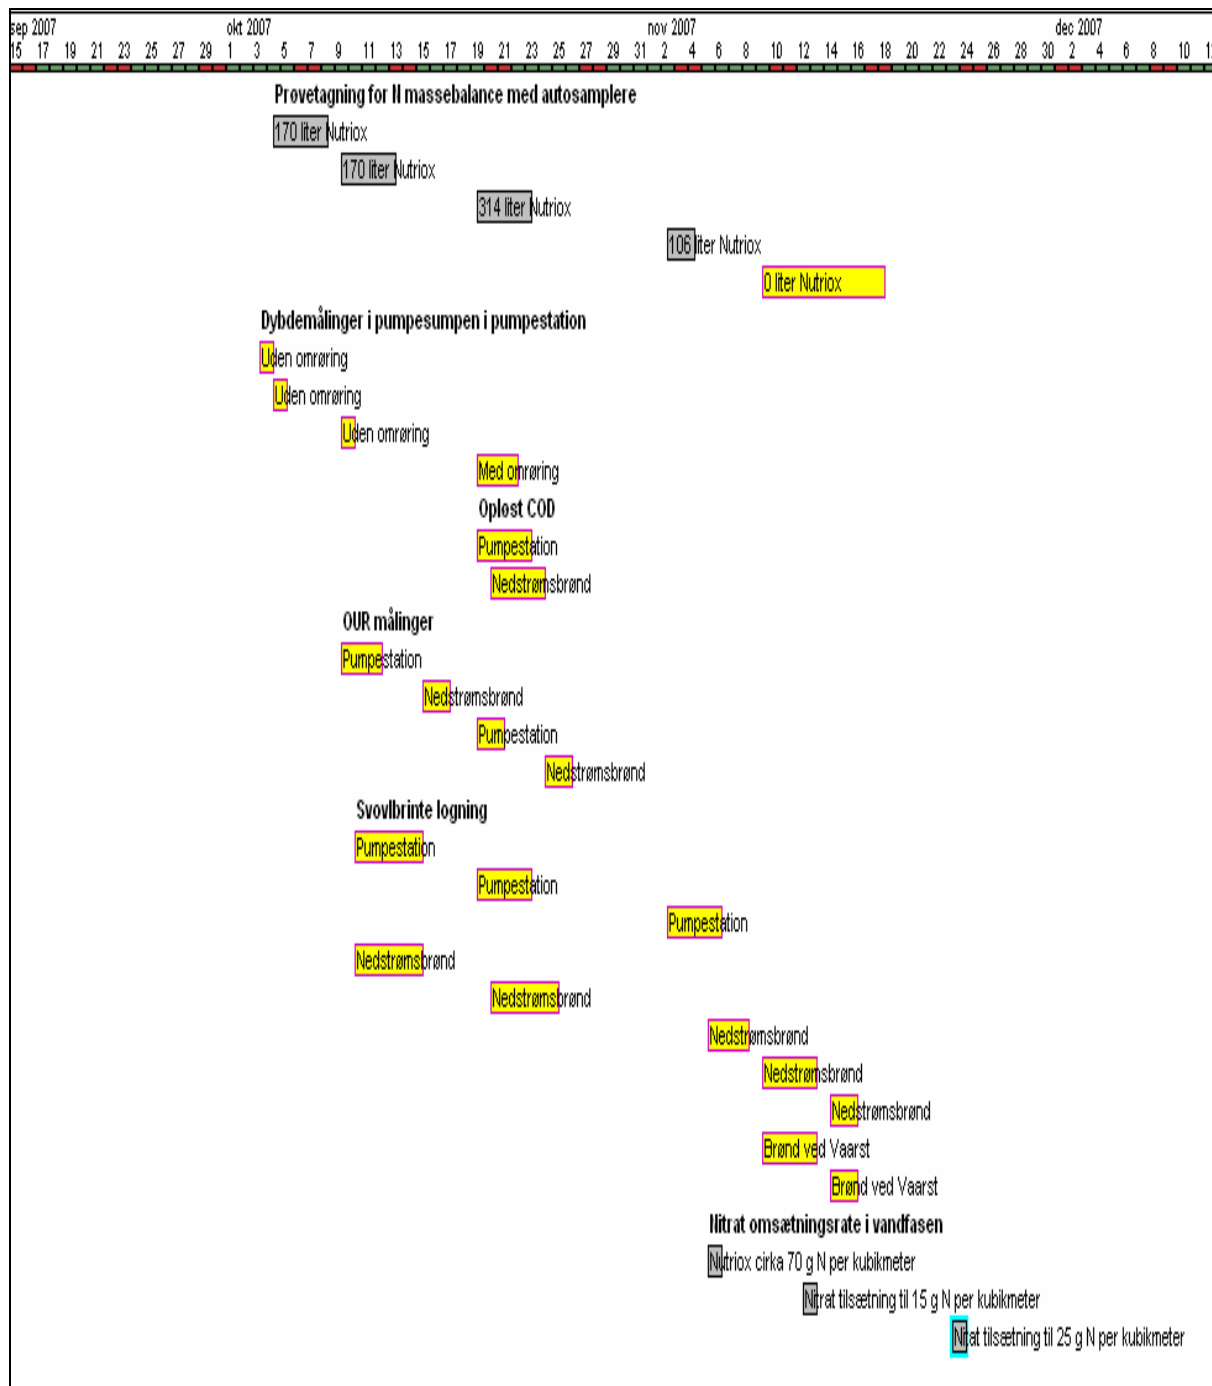 sep 2007 okt 2007 nov 2007 dec 2007
15 17 19 21 23 25 27 29 1 3 5 7 9 11 13 15 17 19 21 23 25 27 29 31 2 4 6 8 10 12 14 16 18 20 22 24 26 28 30 2 4 6 8 10 12
Prøvetagning for N massebalance med autosamplere
170 liter Nutriox
170 liter Nutriox
314 liter Nutriox
106 liter Nutriox
0 liter Nutriox
Dybdemålinger i pumpesumpen i pumpestation
Uden omrøring
Uden omrøring
Uden omrøring
Med omrøring
Opløst COD
Pumpestation
Nedstrømsbrønd
OUR målinger
Pumpestation
Nedstrømsbrønd
Pumpestation
Nedstrømsbrønd
Svovlbrinte logning
Pumpestation
Pumpestation
Pumpestation
Nedstrømsbrønd
Nedstrømsbrønd
Nedstrømsbrønd
Nedstrømsbrønd
Nedstrømsbrønd
Brønd ved Vaarst
Brønd ved Vaarst
Nitrat omsætningsrate i vandfasen
Nutriox cirka 70 g N per kubikmeter
Nitrat tilsætning til 15 g N per kubikmeter
Nitat tilsætning til 25 g N per kubikmeter